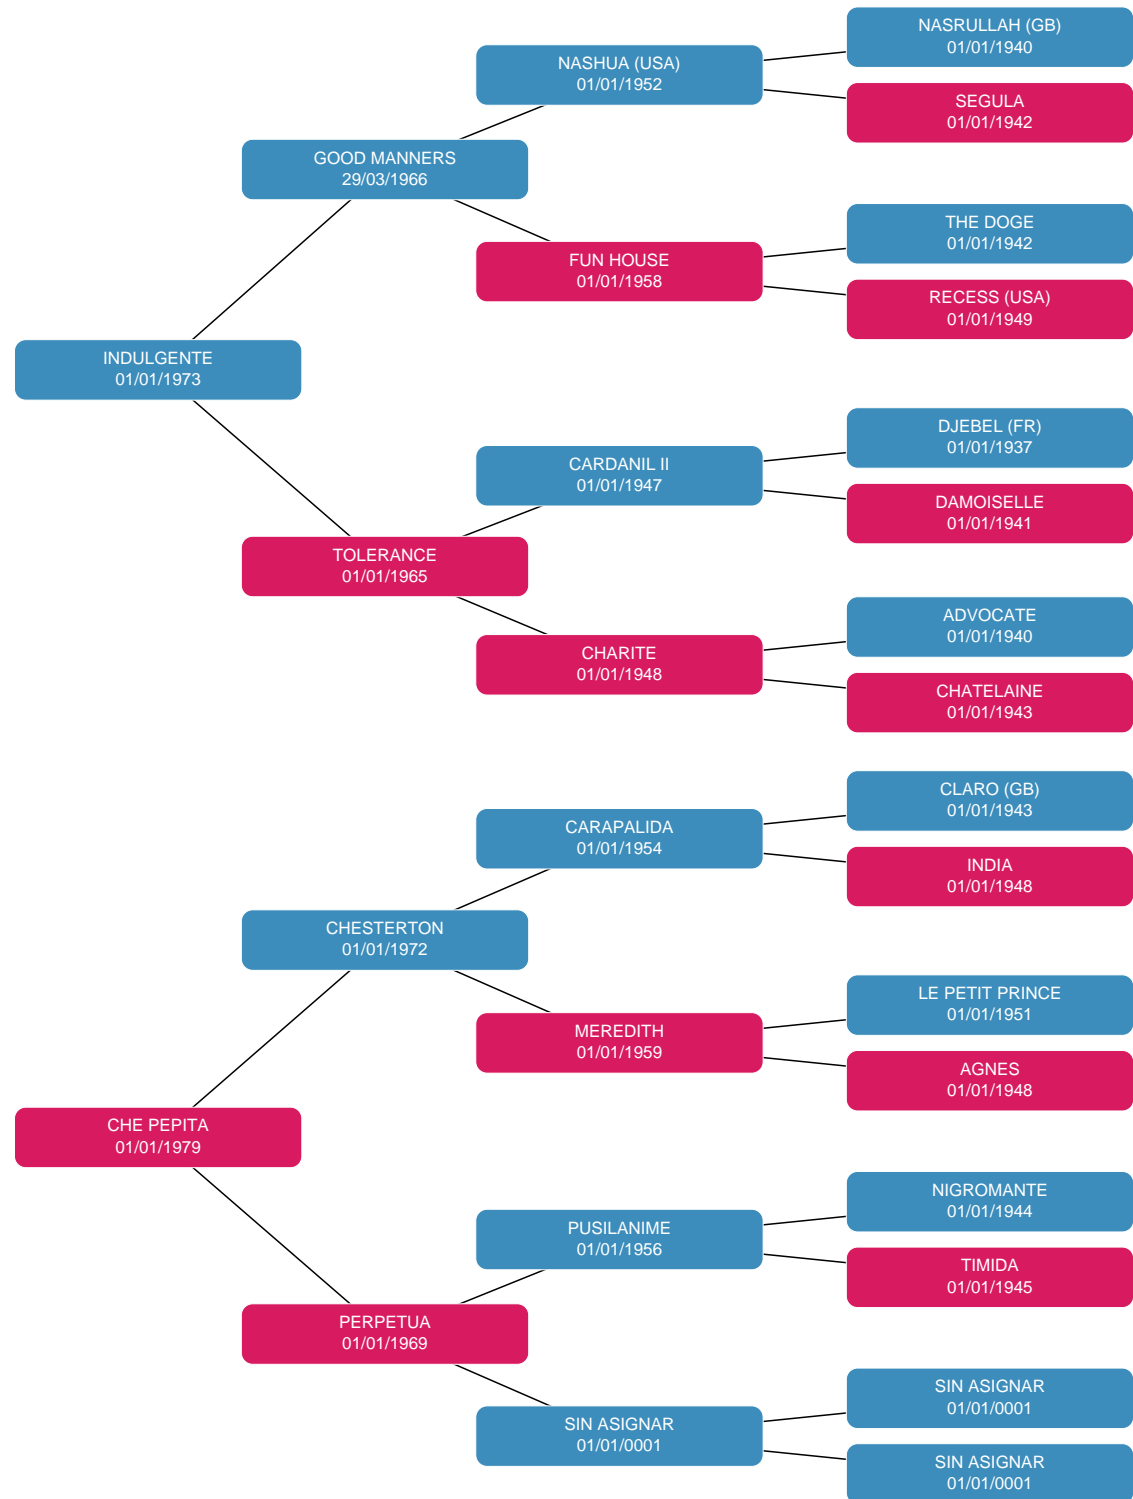 NASRULLAH (GB)
01/01/1940
NASHUA (USA)
01/01/1952
SEGULA
01/01/1942
GOOD MANNERS
29/03/1966
THE DOGE
01/01/1942
FUN HOUSE
01/01/1958
RECESS (USA)
01/01/1949
INDULGENTE
01/01/1973
DJEBEL (FR)
01/01/1937
CARDANIL II
01/01/1947
DAMOISELLE
01/01/1941
TOLERANCE
01/01/1965
ADVOCATE
01/01/1940
CHARITE
01/01/1948
CHATELAINE
01/01/1943
CLARO (GB)
01/01/1943
CARAPALIDA
01/01/1954
INDIA
01/01/1948
CHESTERTON
01/01/1972
LE PETIT PRINCE
01/01/1951
MEREDITH
01/01/1959
AGNES
01/01/1948
CHE PEPITA
01/01/1979
NIGROMANTE
01/01/1944
PUSILANIME
01/01/1956
TIMIDA
01/01/1945
PERPETUA
01/01/1969
SIN ASIGNAR
01/01/0001
SIN ASIGNAR
01/01/0001
SIN ASIGNAR
01/01/0001